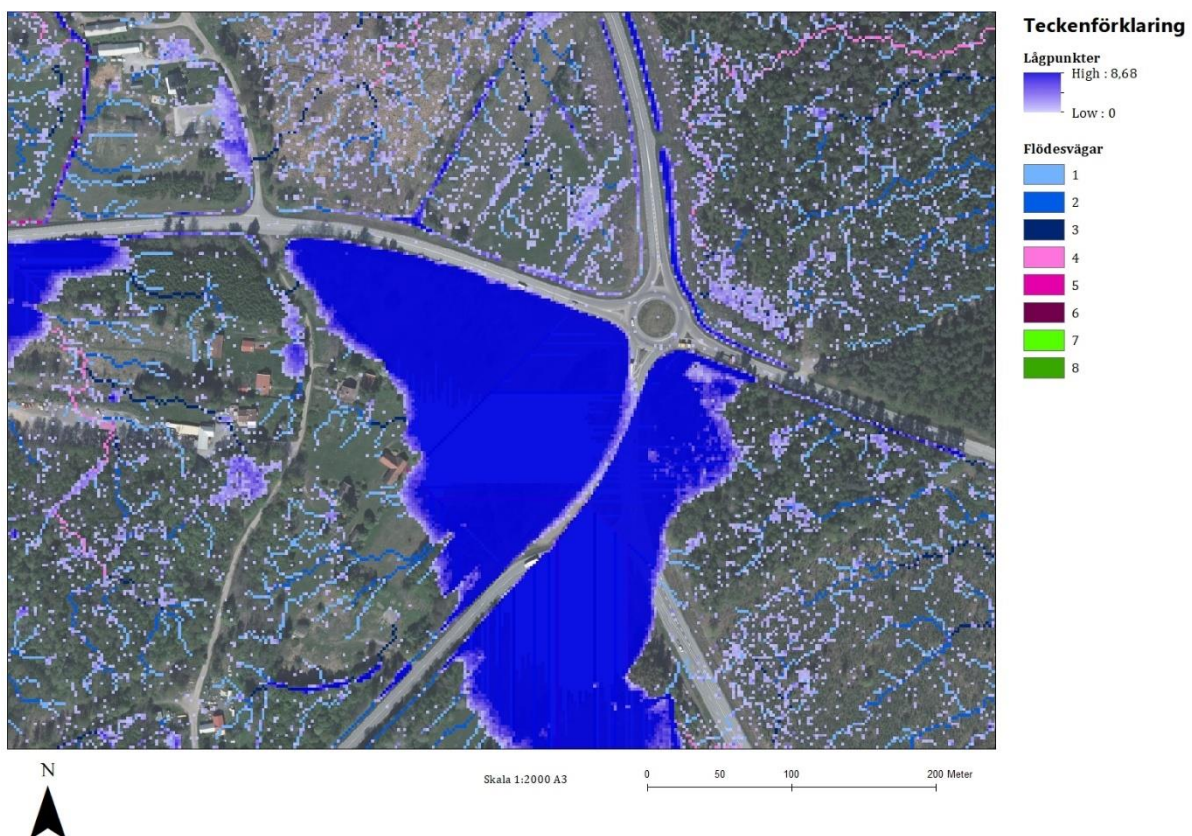 Teckenförklaring
Lågpunkter
High : 8,68
Low : 0
Flödesvägar
1
2
3
4
5
6
7
8
N
Skala 1:2000 A3
0 50 100 200 Meter